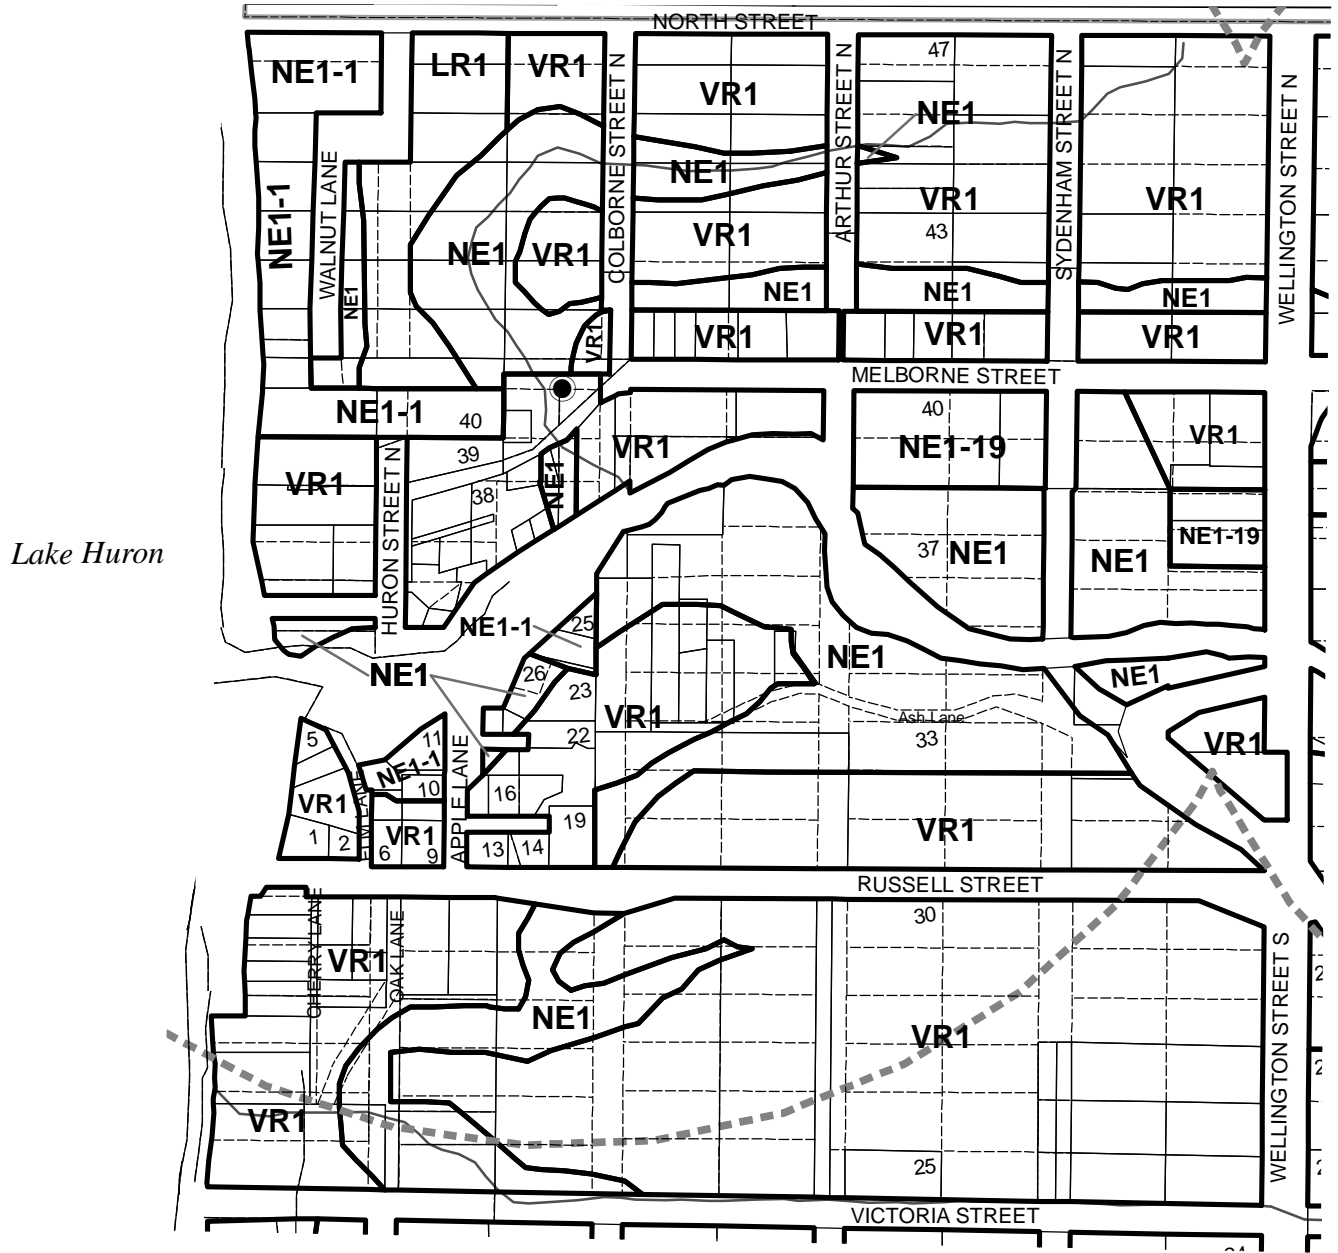 NORTH STREET
NE1-1
LR1
VR1
VR1
47
NE1
NE1-1
WALNUT LANE
NE1
NE1
VR1
COLBORNE STREET N
NE1
VR1
ARTHUR STREET N
VR1
43
SYDENHAM STREET N
VR1
WELLINGTON STREET N
NE1
NE1
NE1
VR1
VR1
VR1
VR1
MELBORNE STREET
NE1-1
40
39
38
VR1
NE1
VR1
HURON STREET N
40
NE1-19
VR1
NE1-19
37
NE1
NE1
Lake Huron
NE1-1
25
NE1
26
23
22
VR1
NE1
NE1
Ash Lane
33
VR1
5
11
NE1-1
10
VR1
ELM LANE
1
2
VR1
6
9
APPLE LANE
16
19
13
14
VR1
RUSSELL STREET
30
CHERRY LANE
VR1
OAK LANE
NE1
VR1
WELLINGTON STREET S
VR1
25
VICTORIA STREET